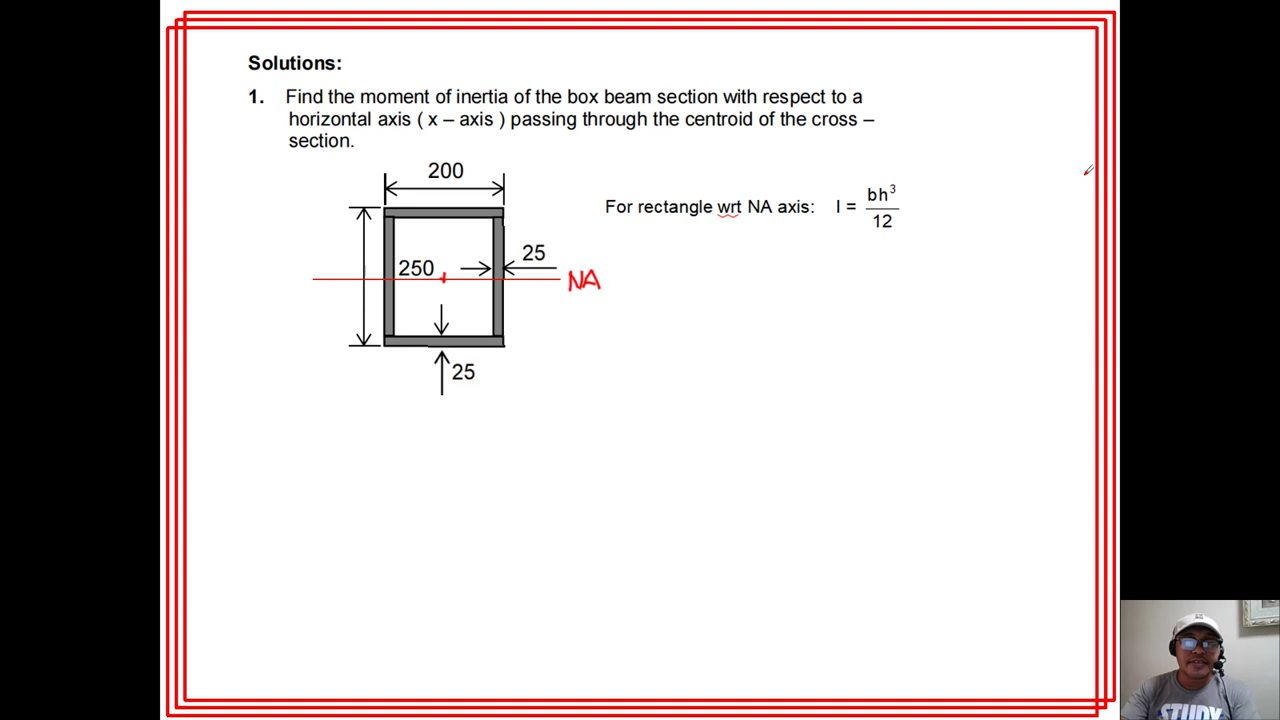 Solutions:
1. Find the moment of inertia of the box beam section with respect to a
horizontal axis ( x – axis ) passing through the centroid of the cross –
section.
200
For rectangle wrt NA axis: I = bh³/12
25
250
NA
25
STUDY